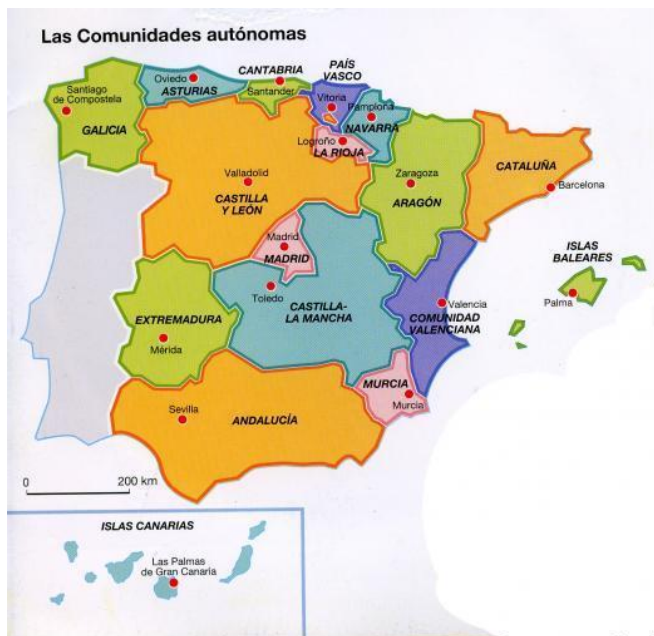 Las Comunidades autónomas
PAÍS
VASCO
CANTABRIA
Oviedo
ASTURIAS
Santander
Santiago
de Compostela
GALICIA
Vitoria
Pamplona
NAVARRA
Logroño
LA RIOJA
Valladolid
CASTILLA
Y LEÓN
Zaragoza
ARAGÓN
CATALUÑA
Barcelona
Madrid
MADRID
ISLAS
BALEARES
Palma
Toledo
CASTILLA-
LA MANCHA
Valencia
COMUNIDAD
VALENCIANA
EXTREMADURA
Mérida
MURCIA
Murcia
Sevilla
ANDALUCÍA
0 200 km
ISLAS CANARIAS
Las Palmas
de Gran Canaria